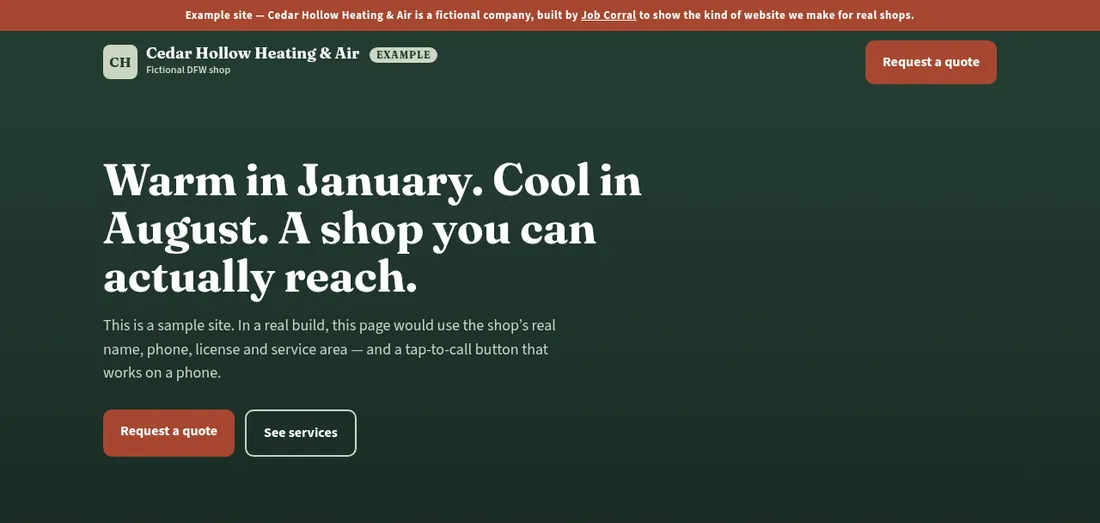 Example site — Cedar Hollow Heating & Air is a fictional company, built by Job Corral to show the kind of website we make for real shops.
CH
Cedar Hollow Heating & Air EXAMPLE
Fictional DFW shop
Request a quote
Warm in January. Cool in
August. A shop you can
actually reach.
This is a sample site. In a real build, this page would use the shop’s real
name, phone, license and service area — and a tap-to-call button that
works on a phone.
Request a quote
See services